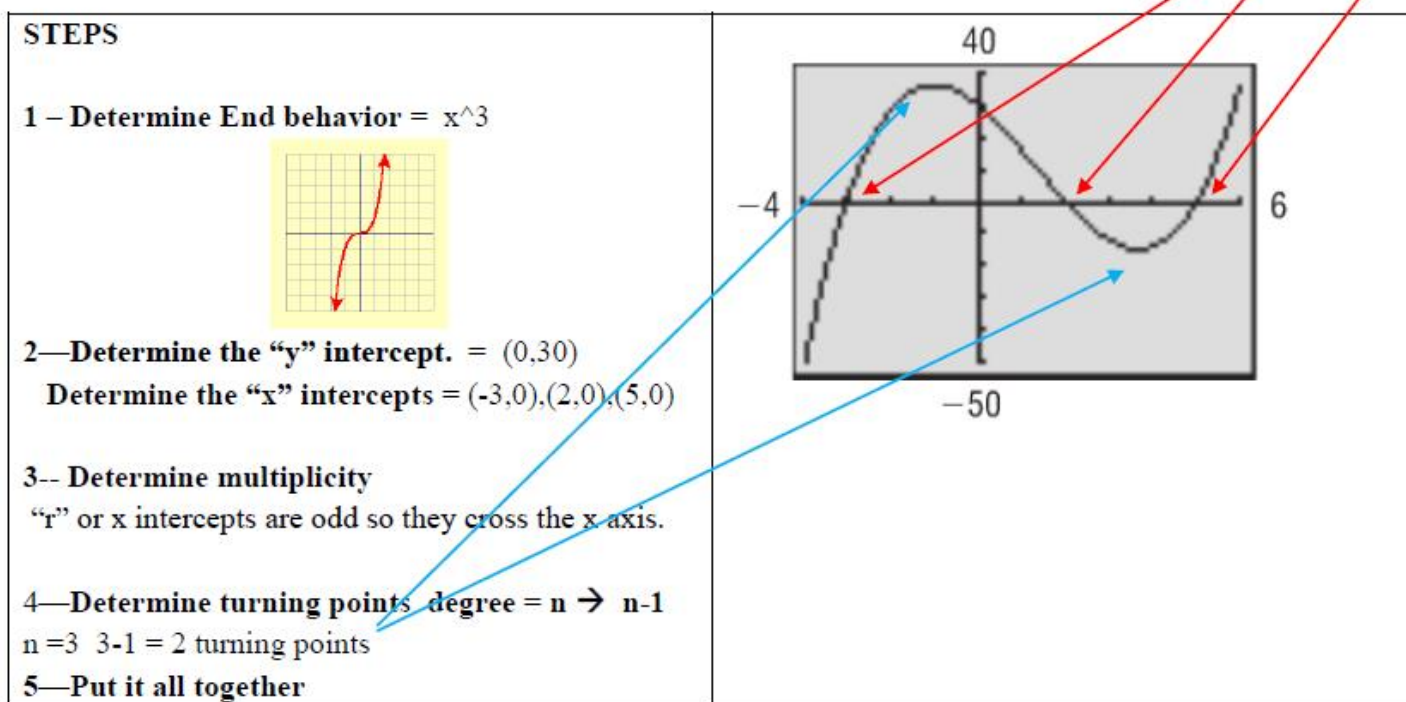 STEPS
1 – Determine End behavior = x^3
2—Determine the “y” intercept. = (0,30)
Determine the “x” intercepts = (-3,0),(2,0),(5,0)
3-- Determine multiplicity
“r” or x intercepts are odd so they cross the x axis.
4—Determine turning points degree = n → n-1
n =3 3-1 = 2 turning points
5—Put it all together
40
−4
6
−50